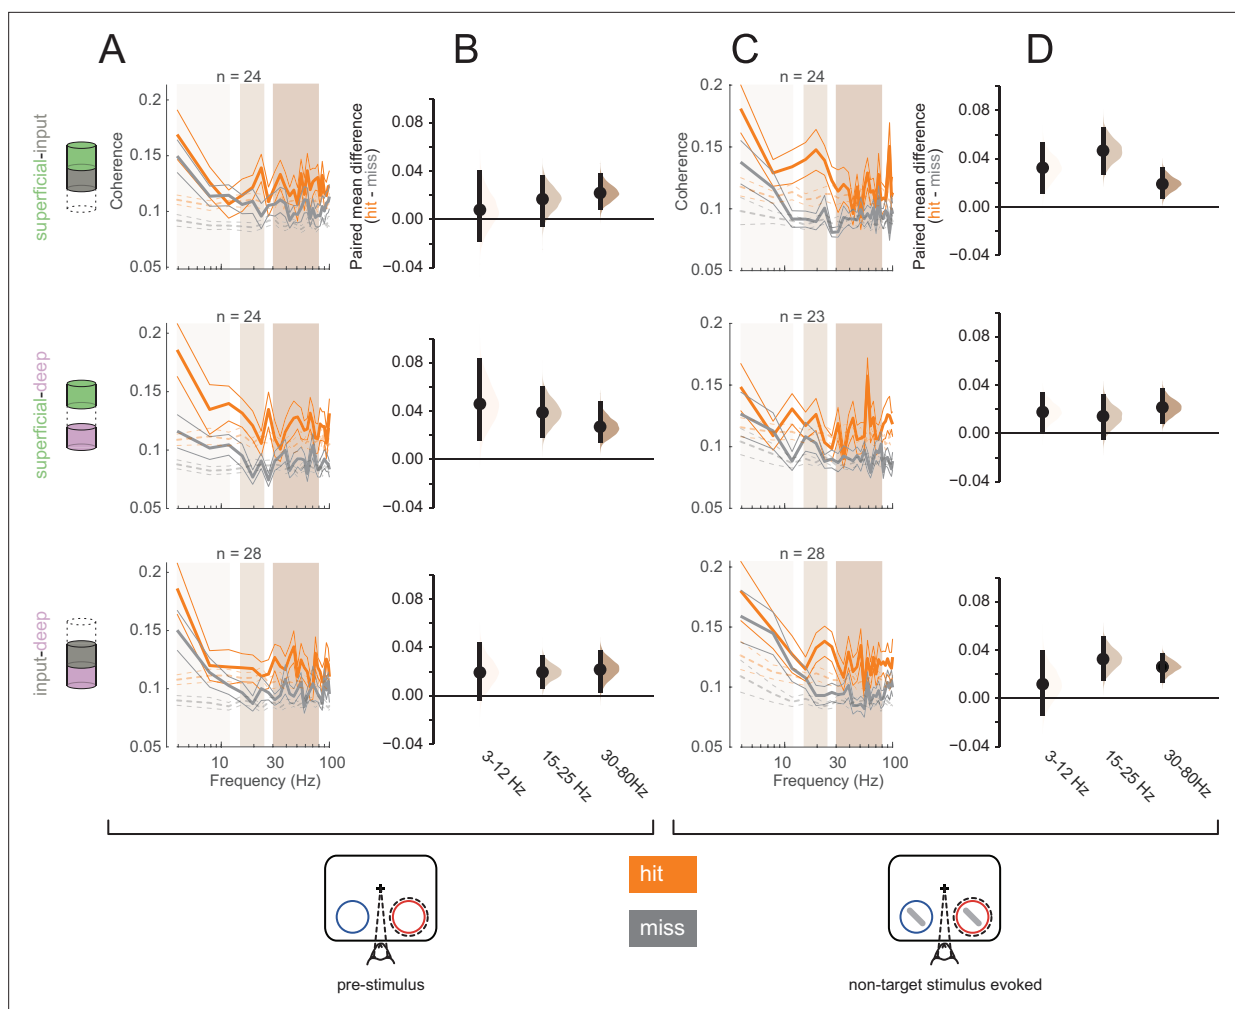 A
B
C
D
superficial-input
n = 24
0.2
0.15
0.1
0.05
Coherence
Paired mean difference
(hit - miss)
0.08
0.04
0.00
−0.04
n = 24
0.2
0.15
0.1
0.05
Coherence
Paired mean difference
(hit - miss)
0.08
0.04
0.00
−0.04
superficial-deep
n = 24
0.2
0.15
0.1
0.05
0.08
0.04
0.00
−0.04
n = 23
0.2
0.15
0.1
0.05
0.08
0.04
0.00
−0.04
input-deep
n = 28
0.2
0.15
0.1
0.05
10
30
100
Frequency (Hz)
0.08
0.04
0.00
−0.04
3-12 Hz
15-25 Hz
30-80Hz
n = 28
0.2
0.15
0.1
0.05
10
30
100
Frequency (Hz)
0.08
0.04
0.00
−0.04
3-12 Hz
15-25 Hz
30-80Hz
hit
miss
pre-stimulus
non-target stimulus evoked